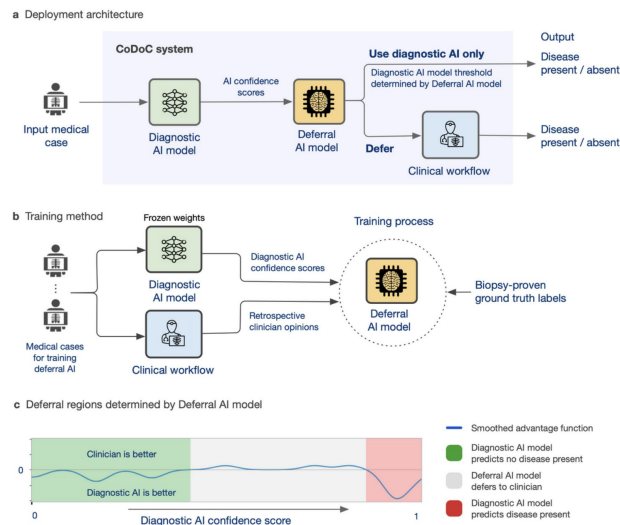 a Deployment architecture
CoDoC system
Output
Use diagnostic AI only
Disease
present / absent
AI confidence
scores
Diagnostic AI model threshold
determined by Deferral AI model
Input medical
case
Diagnostic
AI model
Deferral
AI model
Defer
Disease
present / absent
Clinical workflow
b Training method
Frozen weights
Training process
Diagnostic AI
confidence scores
Diagnostic
AI model
Deferral
AI model
Biopsy-proven
ground truth labels
Retrospective
clinician opinions
Medical cases
for training
deferral AI
Clinical workflow
c Deferral regions determined by Deferral AI model
Clinician is better
0
Diagnostic AI is better
0
Diagnostic AI confidence score
1
Smoothed advantage function
Diagnostic AI model
predicts no disease present
Deferral AI model
defers to clinician
Diagnostic AI model
predicts disease present